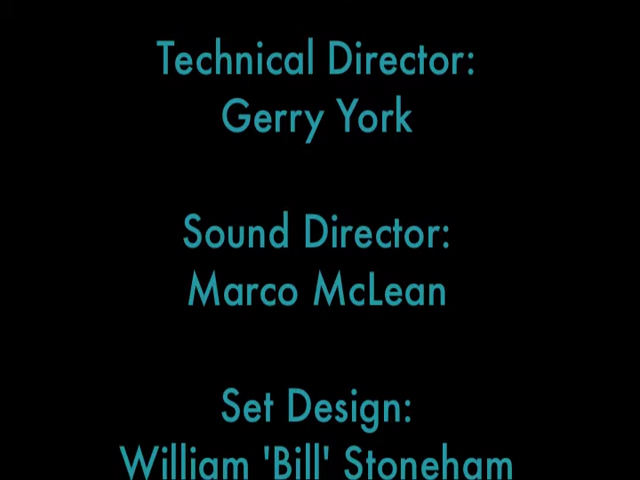 Technical Director:
Gerry York
Sound Director:
Marco McLean
Set Design:
William 'Bill' Stoneham